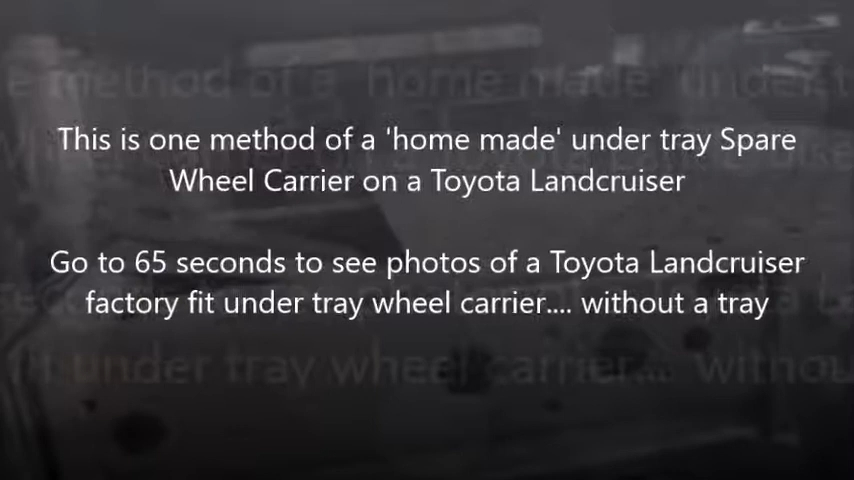 This is one method of a 'home made' under tray Spare
Wheel Carrier on a Toyota Landcruiser
Go to 65 seconds to see photos of a Toyota Landcruiser
factory fit under tray wheel carrier.... without a tray